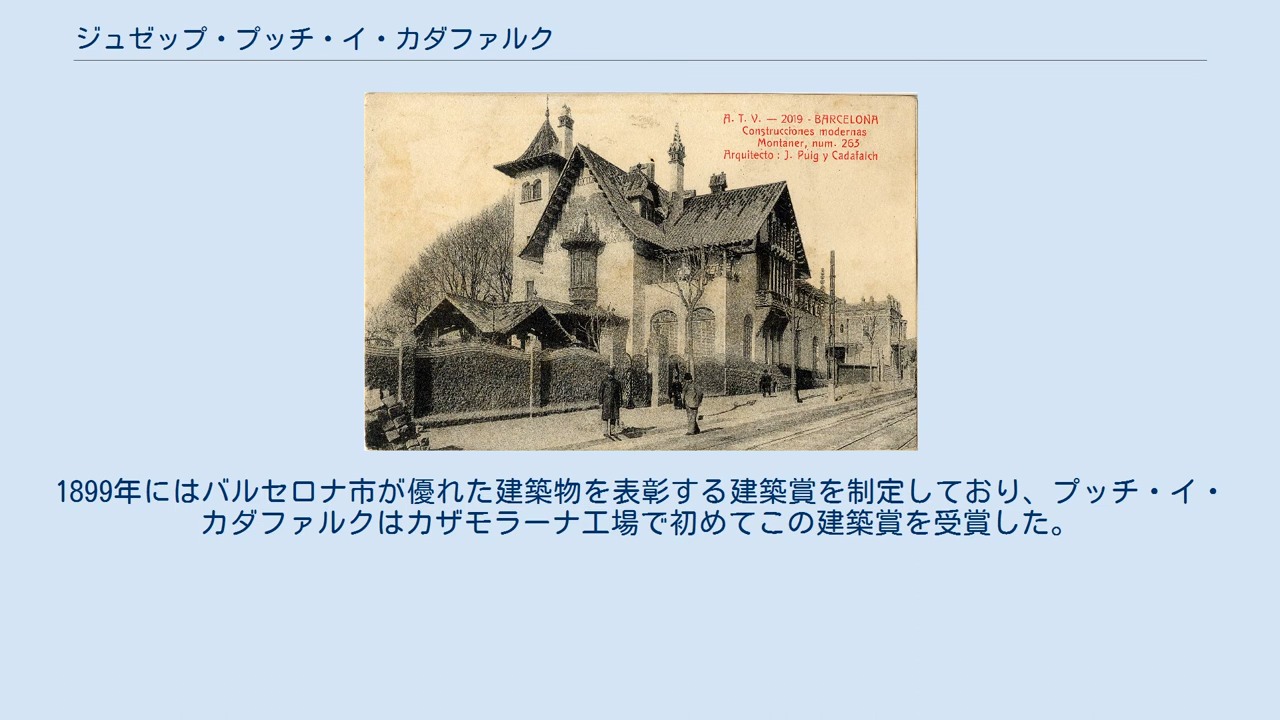 ジュゼップ・プッチ・イ・カダファルク
A. T. V. — 2019 - BARCELONA
Construcciones modernas
Montaner, num. 263
Arquitecto : J. Puig y Cadafalch
1899年にはバルセロナ市が優れた建築物を表彰する建築賞を制定しており、プッチ・イ・
カダファルクはカザモラーナ工場で初めてこの建築賞を受賞した。